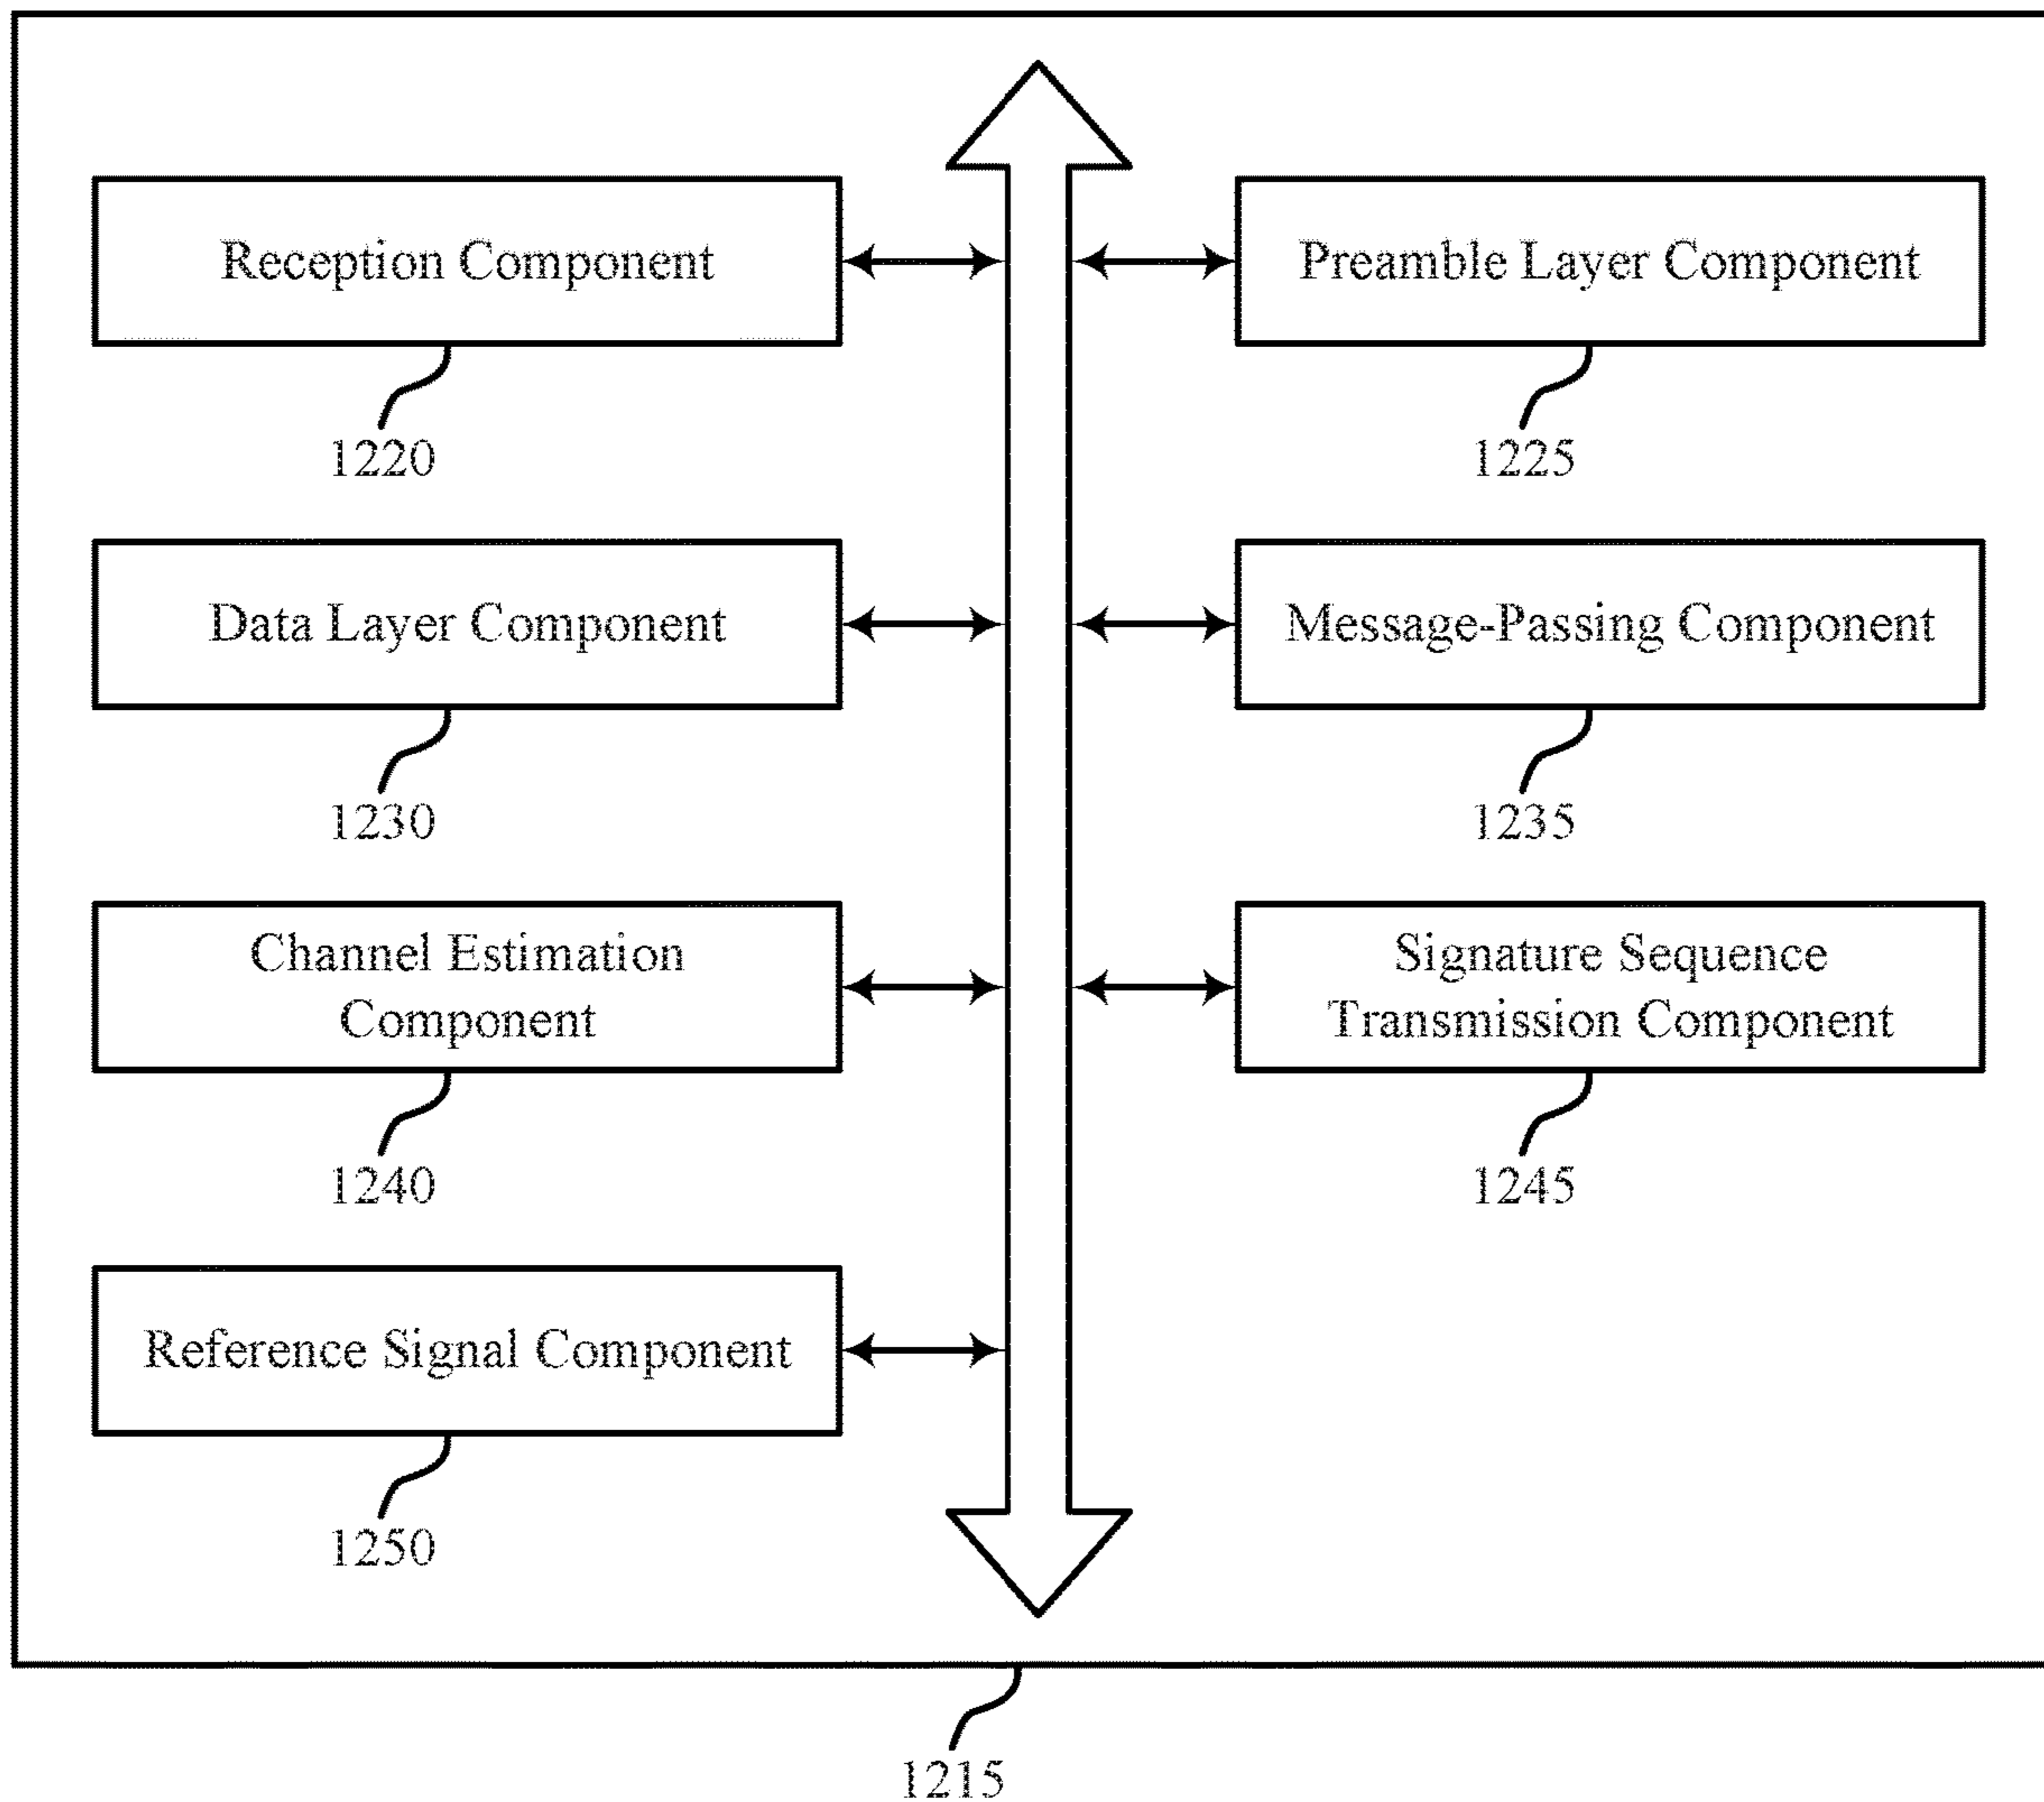 Reception Component
Preamble Layer Component
1220
1225
Data Layer Component
Message-Passing Component
1230
1235
Channel Estimation
Component
Signature Sequence
Transmission Component
1240
1245
Reference Signal Component
1250
1215